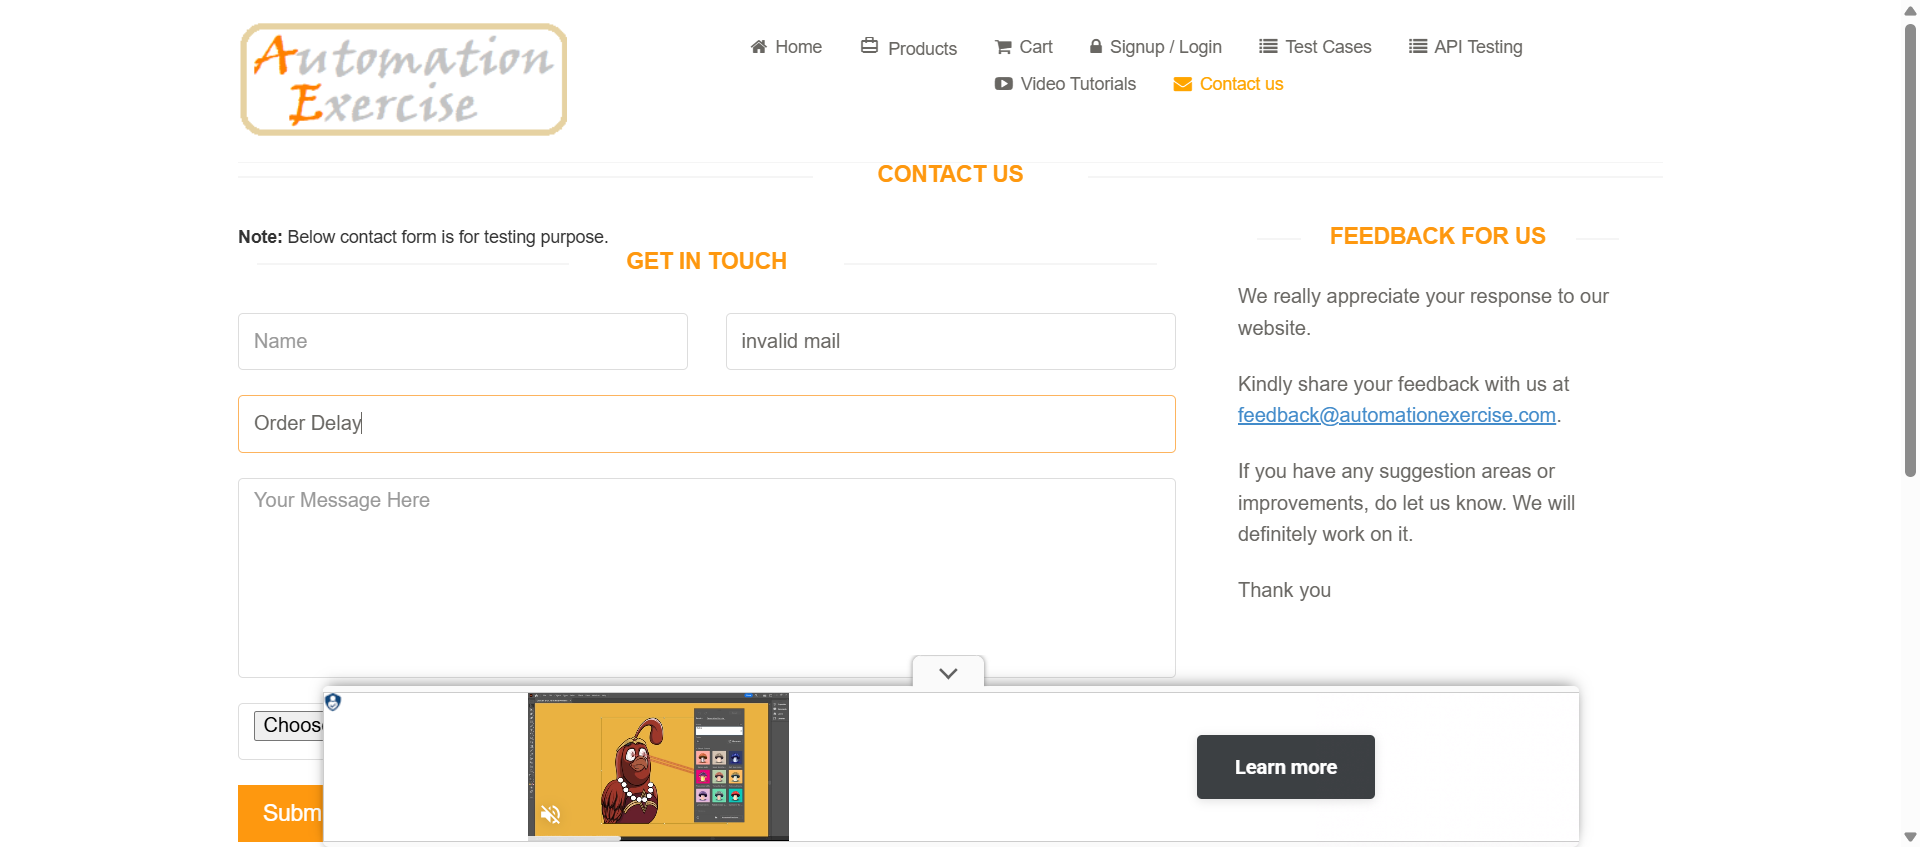 Automation
Exercise
Home
Products
Cart
Signup / Login
Test Cases
API Testing
Video Tutorials
Contact us
CONTACT US
Note: Below contact form is for testing purpose.
GET IN TOUCH
Name
invalid mail
Order Delay
Your Message Here
Choos
Subm
FEEDBACK FOR US
We really appreciate your response to our
website.
Kindly share your feedback with us at
feedback@automationexercise.com.
If you have any suggestion areas or
improvements, do let us know. We will
definitely work on it.
Thank you
Learn more